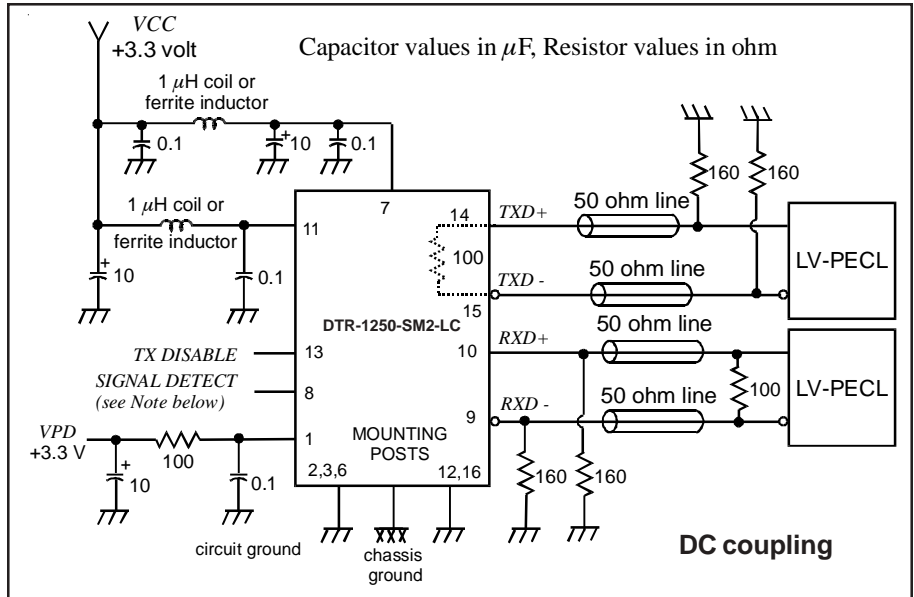 VCC
+3.3 volt
Capacitor values in µF, Resistor values in ohm
1 µH coil or
ferrite inductor
0.1
+
10
0.1
160
160
1 µH coil or
ferrite inductor
+
10
0.1
7
11
14
100
15
TXD+
50 ohm line
TXD -
50 ohm line
LV-PECL
DTR-1250-SM2-LC
TX DISABLE
13
SIGNAL DETECT
(see Note below)
8
10
RXD+
50 ohm line
9
RXD -
50 ohm line
100
LV-PECL
VPD
+3.3 V
+
10
100
0.1
1
MOUNTING
POSTS
2,3,6
12,16
160
160
circuit ground
chassis
ground
DC coupling